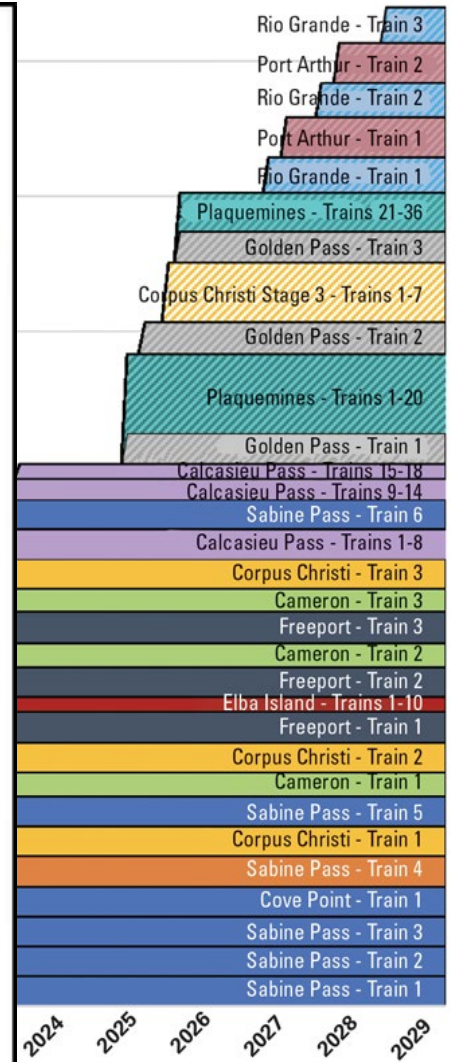 Rio Grande - Train 3
Port Arthur - Train 2
Rio Grande - Train 2
Port Arthur - Train 1
Rio Grande - Train 1
Plaquemines - Trains 21-36
Golden Pass - Train 3
Corpus Christi Stage 3 - Trains 1-7
Golden Pass - Train 2
Plaquemines - Trains 1-20
Golden Pass - Train 1
Calcasieu Pass - Trains 15-18
Calcasieu Pass - Trains 9-14
Sabine Pass - Train 6
Calcasieu Pass - Trains 1-8
Corpus Christi - Train 3
Cameron - Train 3
Freeport - Train 3
Cameron - Train 2
Freeport - Train 2
Elba Island - Trains 1-10
Freeport - Train 1
Corpus Christi - Train 2
Cameron - Train 1
Sabine Pass - Train 5
Corpus Christi - Train 1
Sabine Pass - Train 4
Cove Point - Train 1
Sabine Pass - Train 3
Sabine Pass - Train 2
Sabine Pass - Train 1
2024 2025 2026 2027 2028 2029